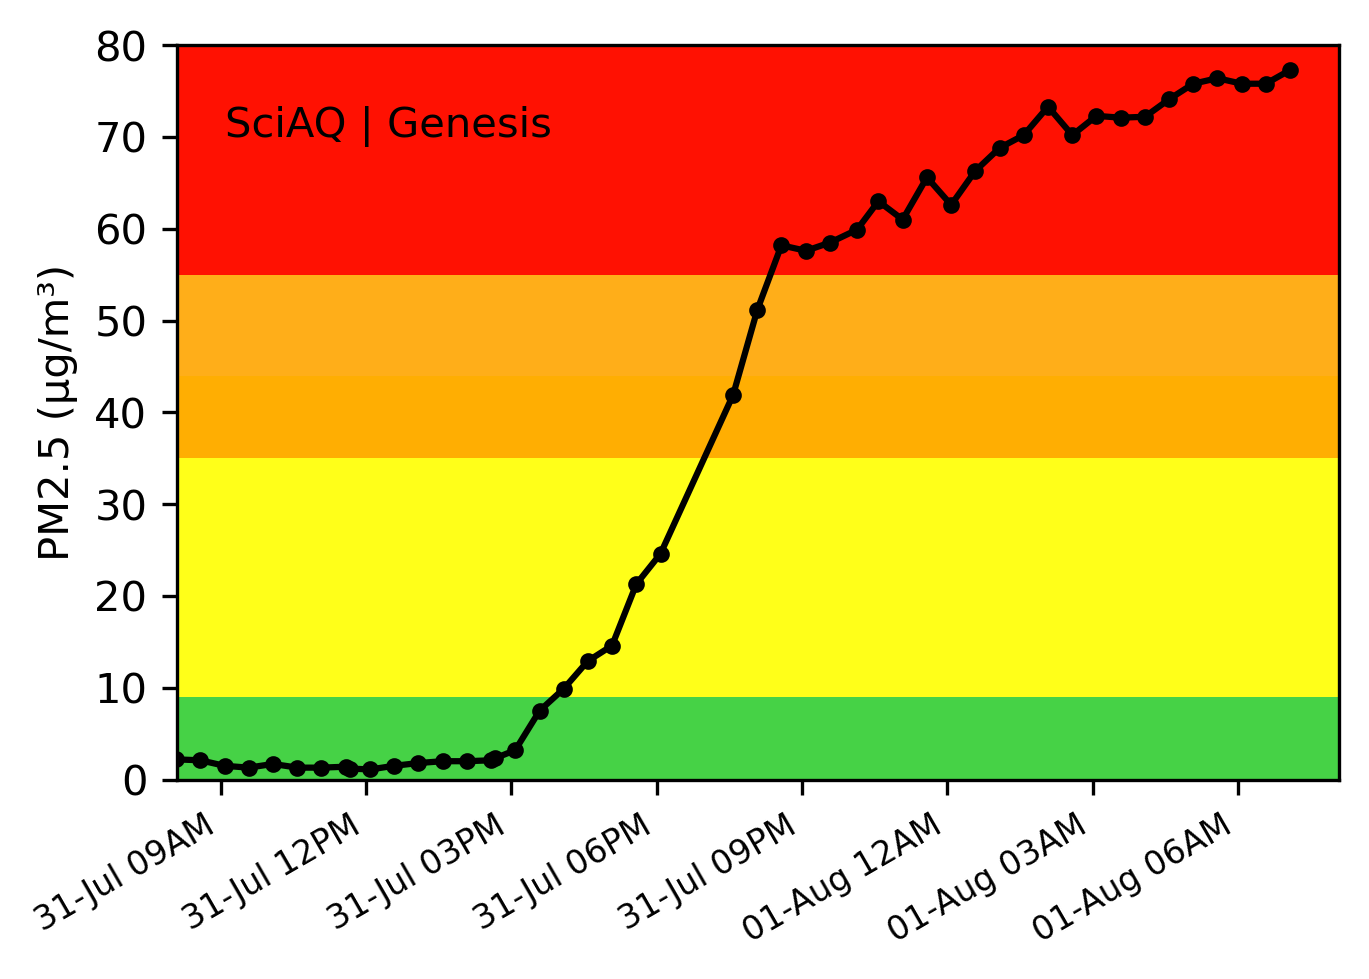 SciAQ | Genesis
PM2.5 (µg/m³)
80
70
60
50
40
30
20
10
0
31-Jul 09AM
31-Jul 12PM
31-Jul 03PM
31-Jul 06PM
31-Jul 09PM
01-Aug 12AM
01-Aug 03AM
01-Aug 06AM